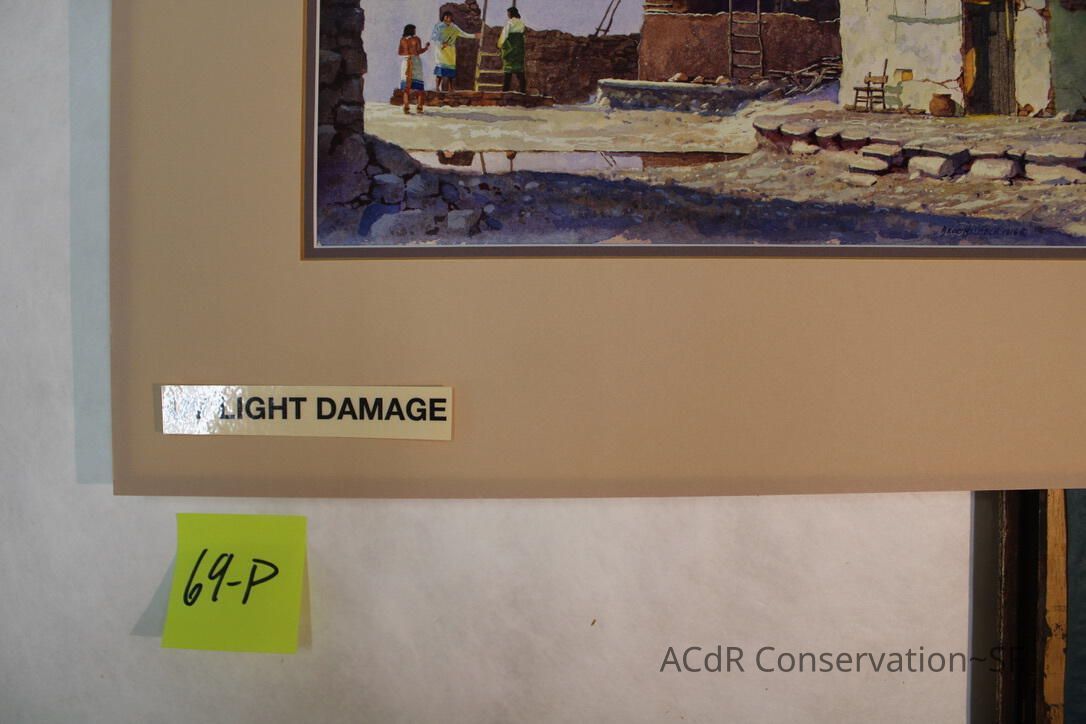 LIGHT DAMAGE
69-P
ACdR Conservation~SF